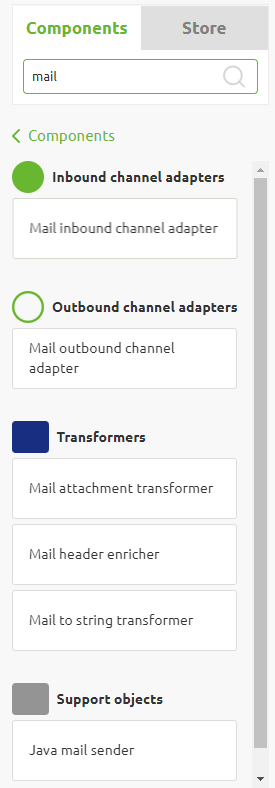 Components Store
mail
Components
Inbound channel adapters
Mail inbound channel adapter
Outbound channel adapters
Mail outbound channel
adapter
Transformers
Mail attachment transformer
Mail header enricher
Mail to string transformer
Support objects
Java mail sender